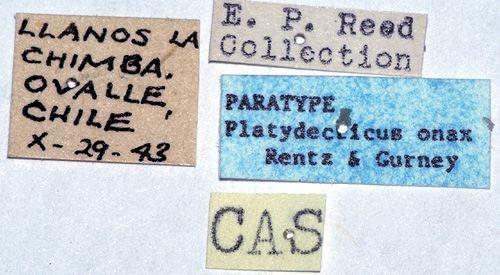 LLANOS LA
CHIMBA,
OVALLE,
CHILE
X-29-43
E. P. Reed
Collection
PARATYPE
Platydecticus onax
Rentz & Gurney
CAS